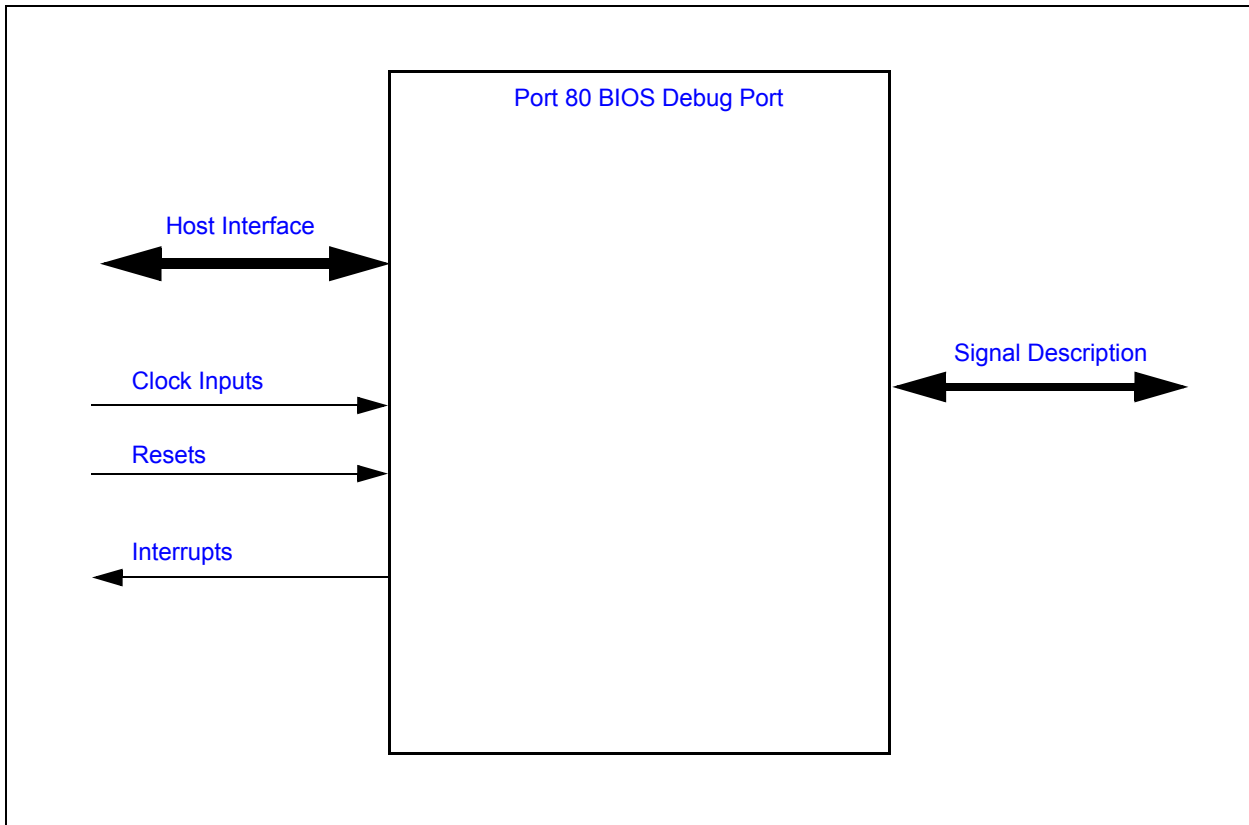 Port 80 BIOS Debug Port
Host Interface
Signal Description
Clock Inputs
Resets
Interrupts